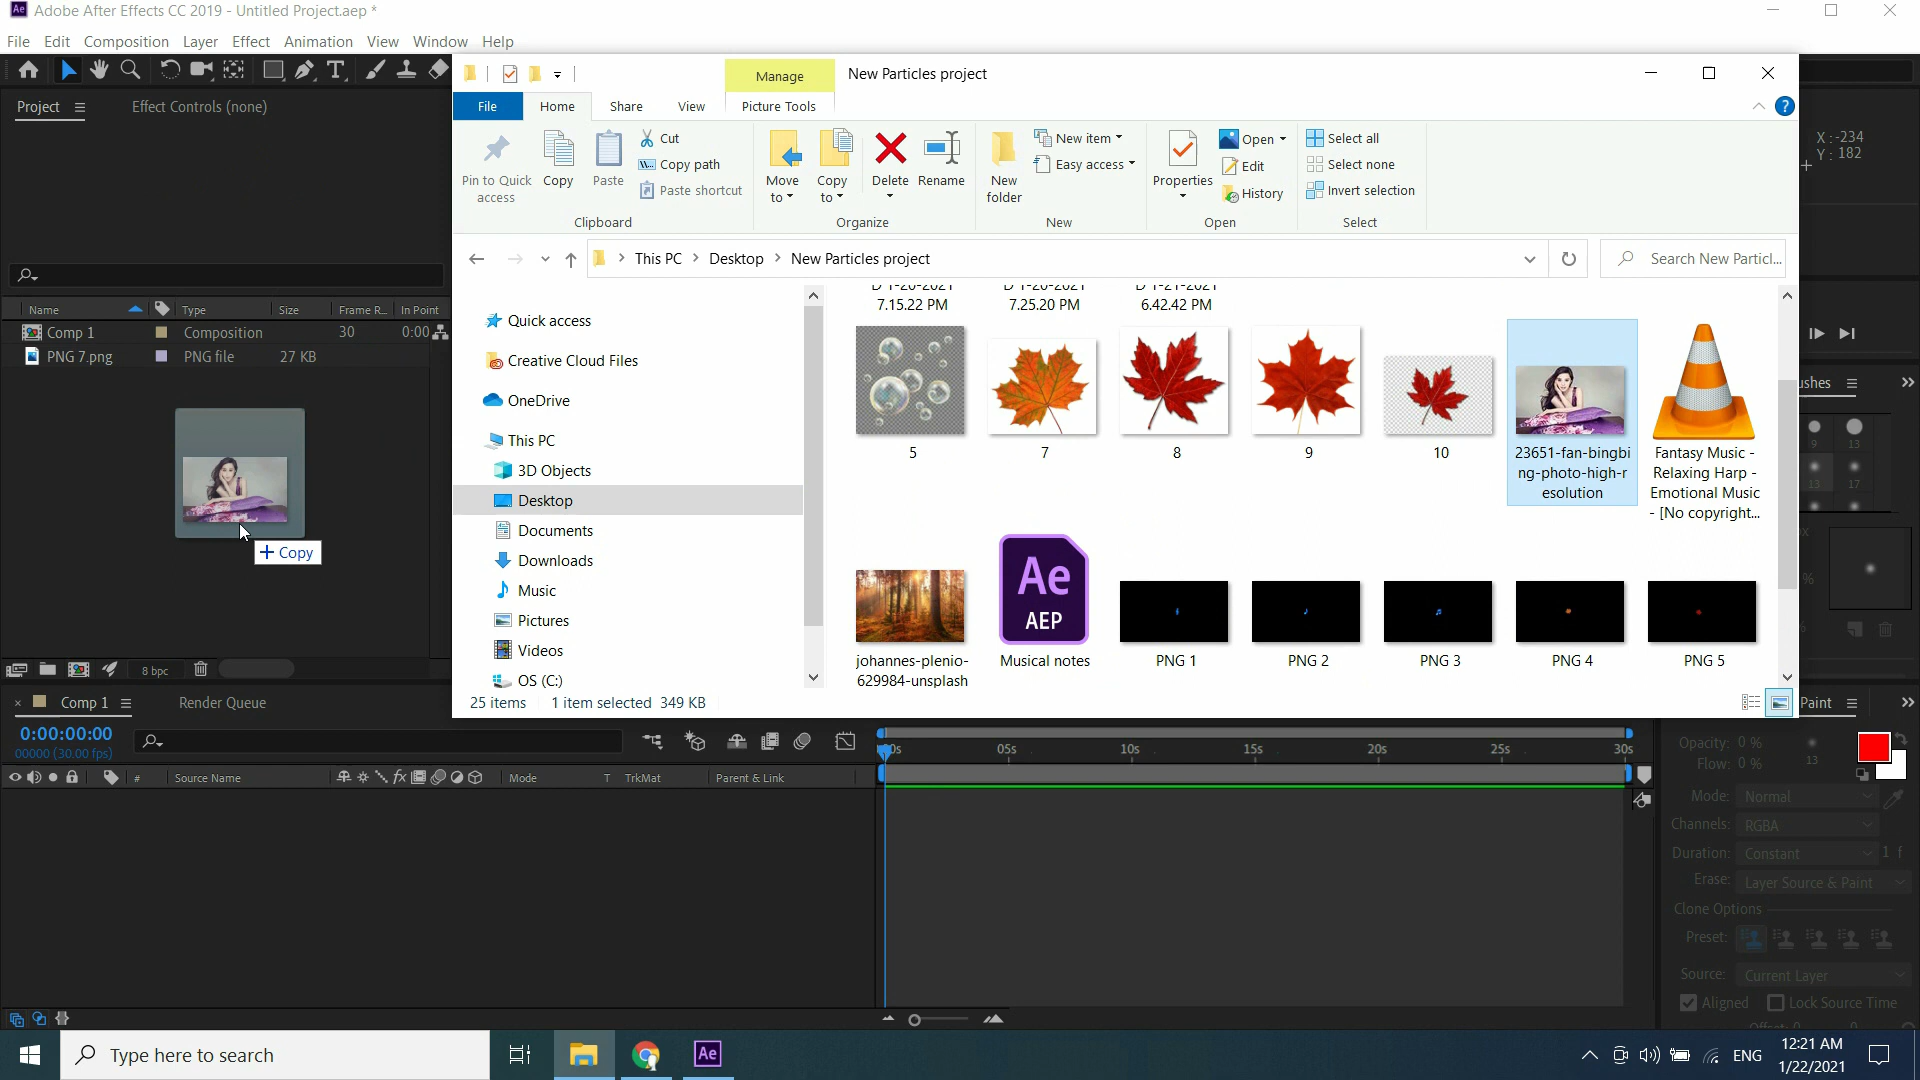 Adobe After Effects CC 2019 - Untitled Project.aep *
File Edit Composition Layer Effect Animation View Window Help
Project
Effect Controls (none)
Manage
New Particles project
File Home Share View Picture Tools
Pin to Quick access
Copy
Paste
Cut
Copy path
Paste shortcut
Clipboard
Move to
Copy to
Delete
Rename
Organize
New folder
New item
Easy access
New
Properties
Open
Edit
History
Open
Select all
Select none
Invert selection
Select
X : -234
Y : 182
This PC Desktop New Particles project
Search New Particl...
Name Type Size Frame R... In Point
Comp 1 Composition 30 0:00
PNG 7.png PNG file 27 KB
+ Copy
8 bpc
Quick access
Creative Cloud Files
OneDrive
This PC
3D Objects
Desktop
Documents
Downloads
Music
Pictures
Videos
OS (C:)
7.15.22 PM
7.25.20 PM
6.42.42 PM
5
7
8
9
10
23651-fan-bingbi
ng-photo-high-r
esolution
Fantasy Music -
Relaxing Harp -
Emotional Music
- [No copyright...
johannes-plenio-
629984-unsplash
Ae
AEP
Musical notes
PNG 1
PNG 2
PNG 3
PNG 4
PNG 5
25 items 1 item selected 349 KB
ushes
9
13
13
17
Comp 1
Render Queue
0:00:00:00
00000 (30.00 fps)
# Source Name Mode T TrkMat Parent & Link
05s 10s 15s 20s 25s 30s
Paint
Opacity: 0 %
Flow: 0 %
13
Mode: Normal
Channels: RGBA
Duration: Constant 1 f
Erase: Layer Source & Paint
Clone Options
Preset:
Source: Current Layer
Aligned Lock Source Time
Type here to search
Ae
ENG
12:21 AM
1/22/2021